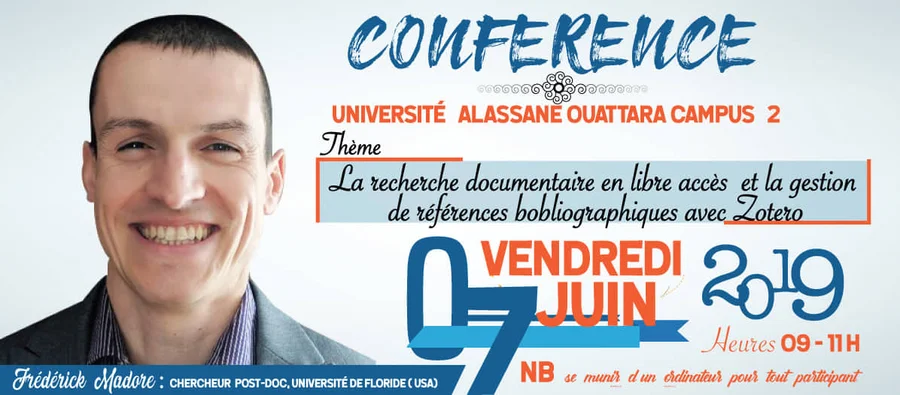 CONFERENCE
UNIVERSITÉ ALASSANE OUATTARA CAMPUS 2
Thème
La recherche documentaire en libre accès et la gestion
de références bobliographiques avec Zotero
07 VENDREDI
JUIN
2019
Heures 09 - 11H
NB se munir d un ordinateur pour tout participant
Frédérick Madore : CHERCHEUR POST-DOC, UNIVERSITÉ DE FLORIDE ( USA)